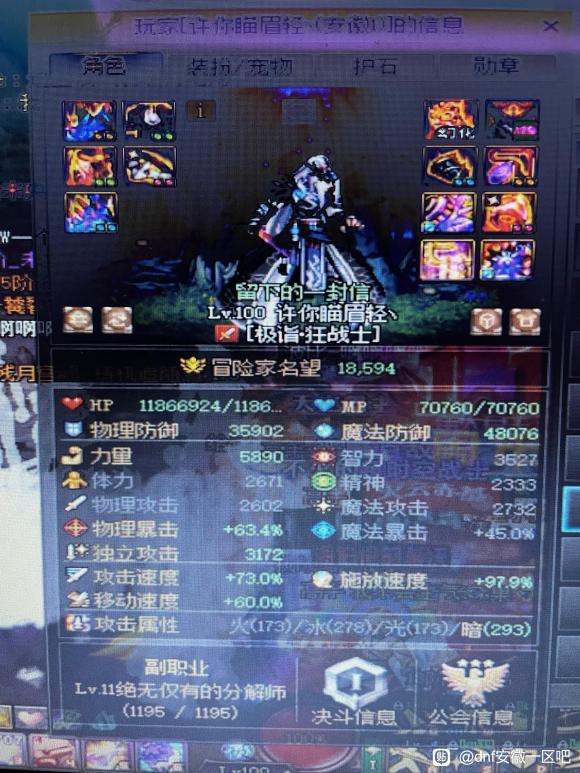 玩家[许你瞄眉轻丶(安徽1)]的信息
角色 装扮/宠物 护石 勋章
幻化
留下的一封信
Lv.100 许你瞄眉轻丶
[极诣·狂战士]
冒险家名望 18,594
HP 11866924/1186... MP 70760/70760
物理防御 35902 魔法防御 48076
力量 5890 智力 3527
体力 2671 精神 2333
物理攻击 2602 魔法攻击 2732
物理暴击 +63.4% 魔法暴击 +45.0%
独立攻击 3172
攻击速度 +73.0% 施放速度 +97.9%
移动速度 +60.0%
攻击属性 火(173)/冰(278)/光(173)/暗(293)
副职业
Lv.11绝无仅有的分解师
(1195 / 1195)
决斗信息 公会信息
100%
Lv100
@dnf安徽一区吧